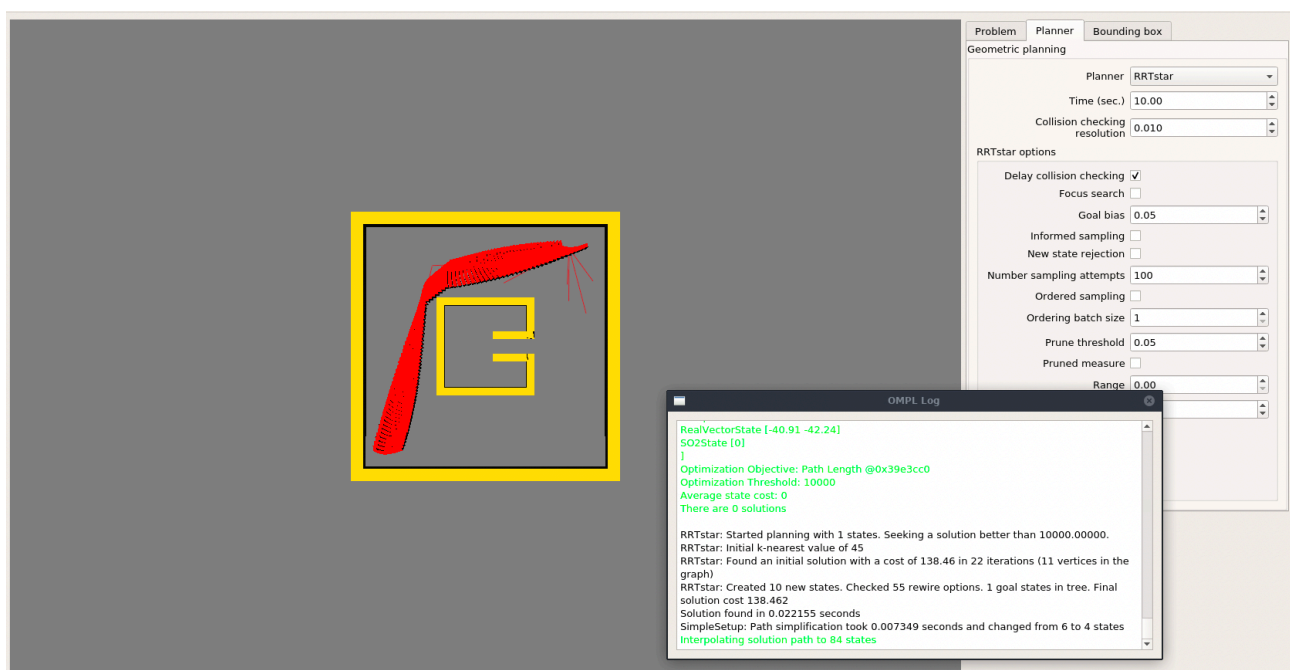 Problem
Planner
Bounding box
Geometric planning
Planner RRTstar
Time (sec.) 10.00
Collision checking
resolution 0.010
RRTstar options
Delay collision checking
Focus search
Goal bias 0.05
Informed sampling
New state rejection
Number sampling attempts 100
Ordered sampling
Ordering batch size 1
Prune threshold 0.05
Pruned measure
Range 0.00
OMPL Log
RealVectorState [-40.91 -42.24]
SO2State [0]
]
Optimization Objective: Path Length @0x39e3cc0
Optimization Threshold: 10000
Average state cost: 0
There are 0 solutions
RRTstar: Started planning with 1 states. Seeking a solution better than 10000.00000.
RRTstar: Initial k-nearest value of 45
RRTstar: Found an initial solution with a cost of 138.46 in 22 iterations (11 vertices in the
graph)
RRTstar: Created 10 new states. Checked 55 rewire options. 1 goal states in tree. Final
solution cost 138.462
Solution found in 0.022155 seconds
SimpleSetup: Path simplification took 0.007349 seconds and changed from 6 to 4 states
Interpolating solution path to 84 states